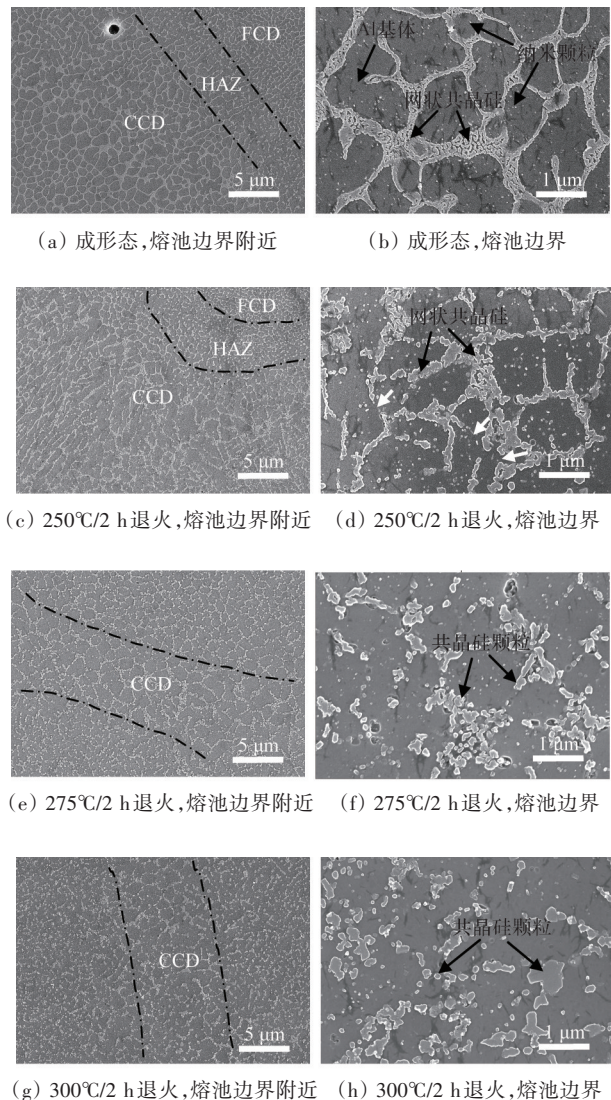 FCD
HAZ
CCD
5 μm
Al基体
纳米颗粒
网状共晶硅
1 μm
(a) 成形态,熔池边界附近 (b) 成形态,熔池边界
FCD
HAZ
CCD
5 μm
网状共晶硅
1 μm
(c) 250℃/2 h退火,熔池边界附近 (d) 250℃/2 h退火,熔池边界
CCD
5 μm
共晶硅颗粒
1 μm
(e) 275℃/2 h退火,熔池边界附近 (f) 275℃/2 h退火,熔池边界
CCD
5 μm
共晶硅颗粒
1 μm
(g) 300℃/2 h退火,熔池边界附近 (h) 300℃/2 h退火,熔池边界